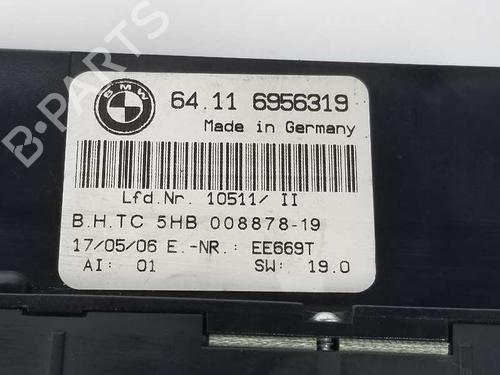 BMW
64.11 6956319
Made in Germany
Lfd.Nr. 10511/ II
B.H.TC 5HB 008878-19
17/05/06 E.-NR.: EE669T
AI: 01 SW: 19.0
B-PARTS